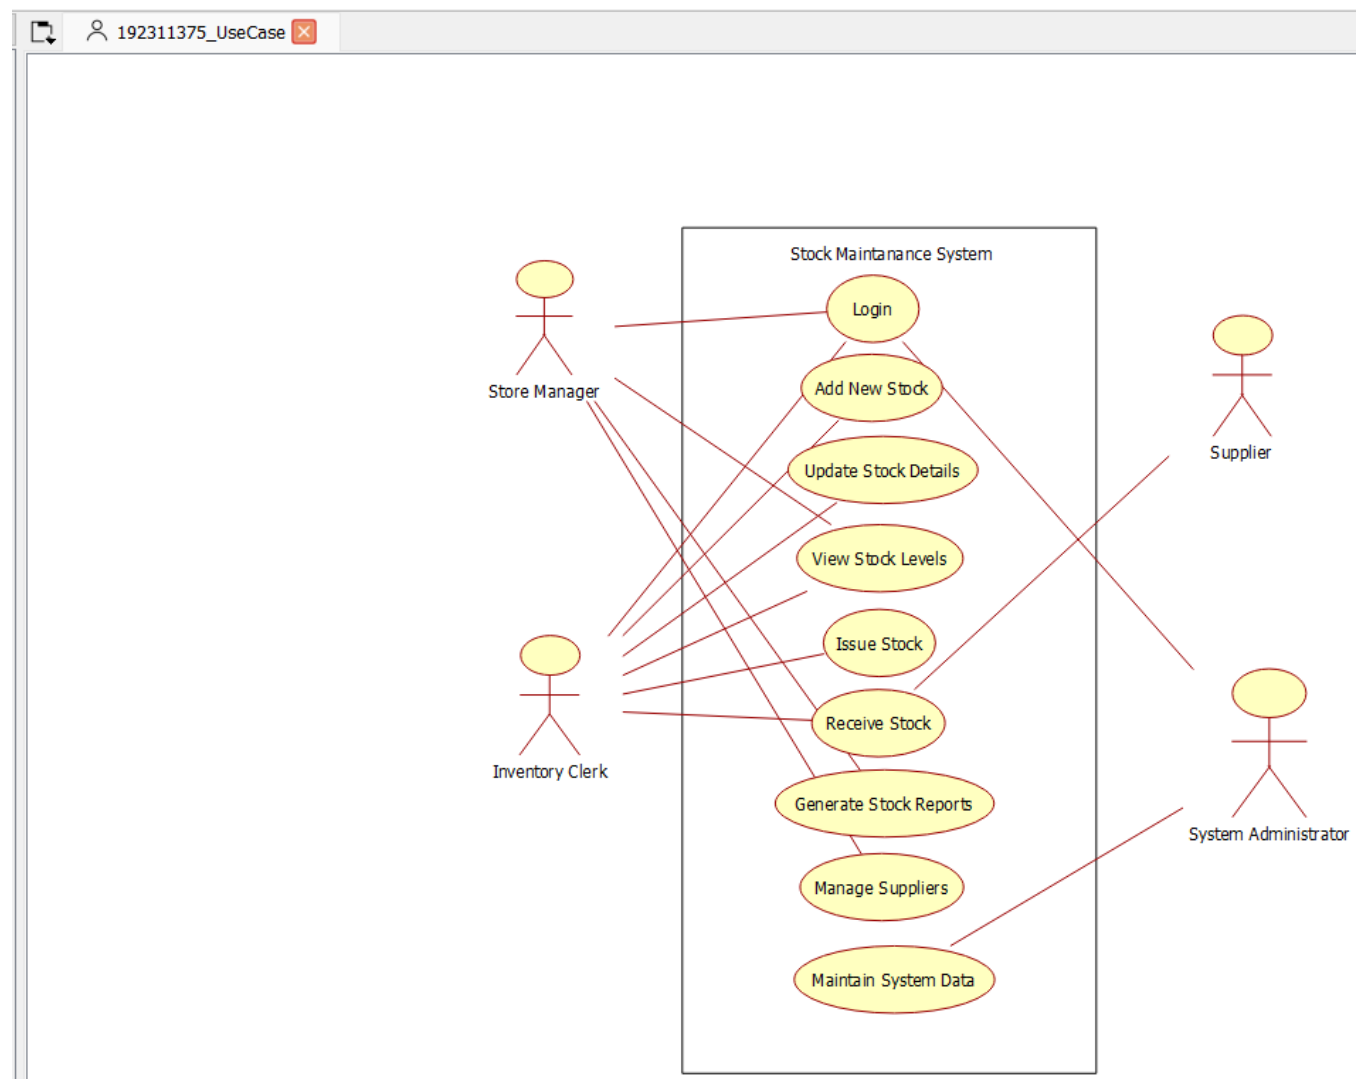 192311375_UseCase
Stock Maintanance System
Login
Store Manager
Add New Stock
Supplier
Update Stock Details
View Stock Levels
Issue Stock
Receive Stock
Inventory Clerk
Generate Stock Reports
System Administrator
Manage Suppliers
Maintain System Data